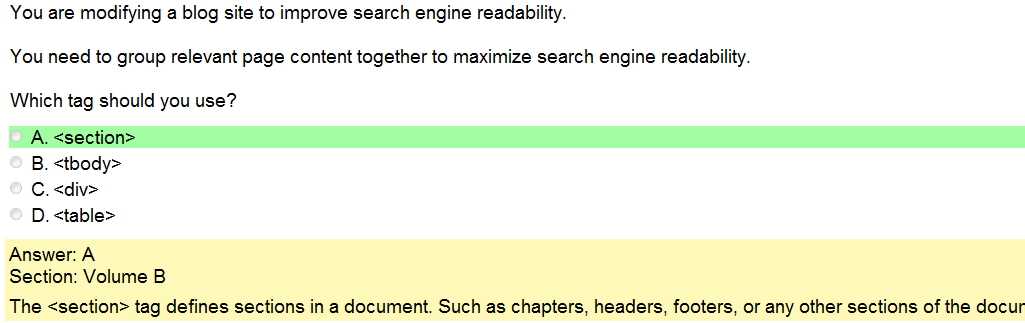 You are modifying a blog site to improve search engine readability.
You need to group relevant page content together to maximize search engine readability.
Which tag should you use?
A. <section>
B. <tbody>
C. <div>
D. <table>
Answer: A
Section: Volume B
The <section> tag defines sections in a document. Such as chapters, headers, footers, or any other sections of the